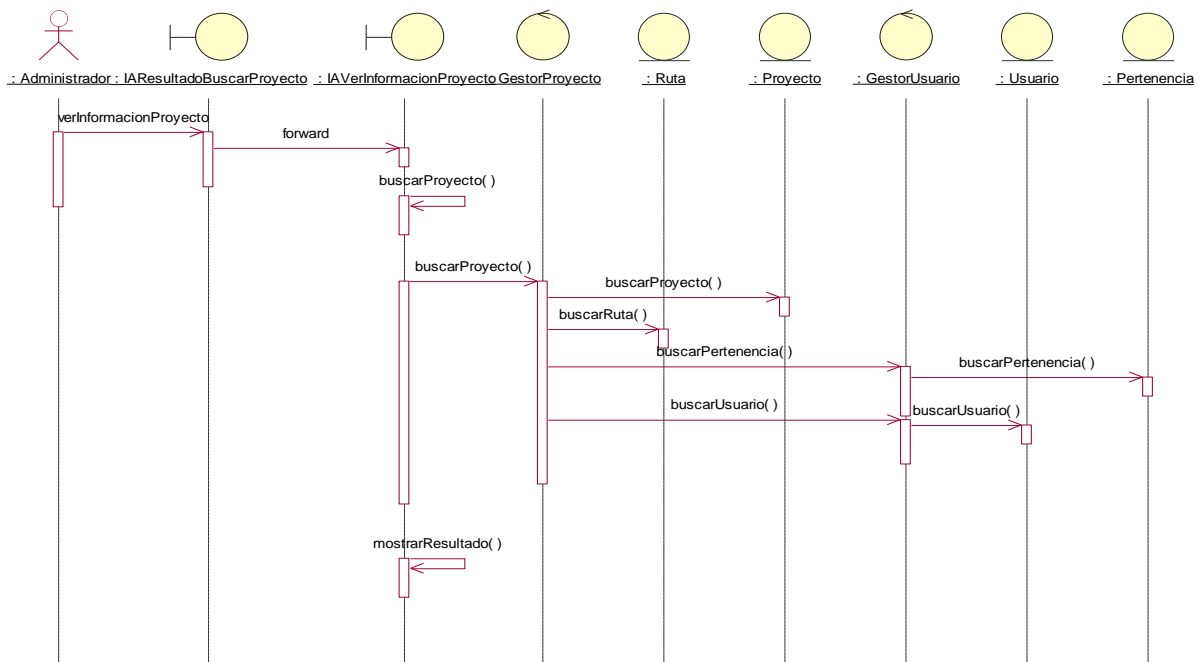 : Administrador : IAResultadoBuscarProyecto : IAVerInformacionProyecto GestorProyecto : Ruta : Proyecto : GestorUsuario : Usuario : Pertenencia
verInformacionProyecto
forward
buscarProyecto( )
buscarProyecto( )
buscarProyecto( )
buscarRuta( )
buscarPertenencia( )
buscarPertenencia( )
buscarUsuario( )
buscarUsuario( )
mostrarResultado( )